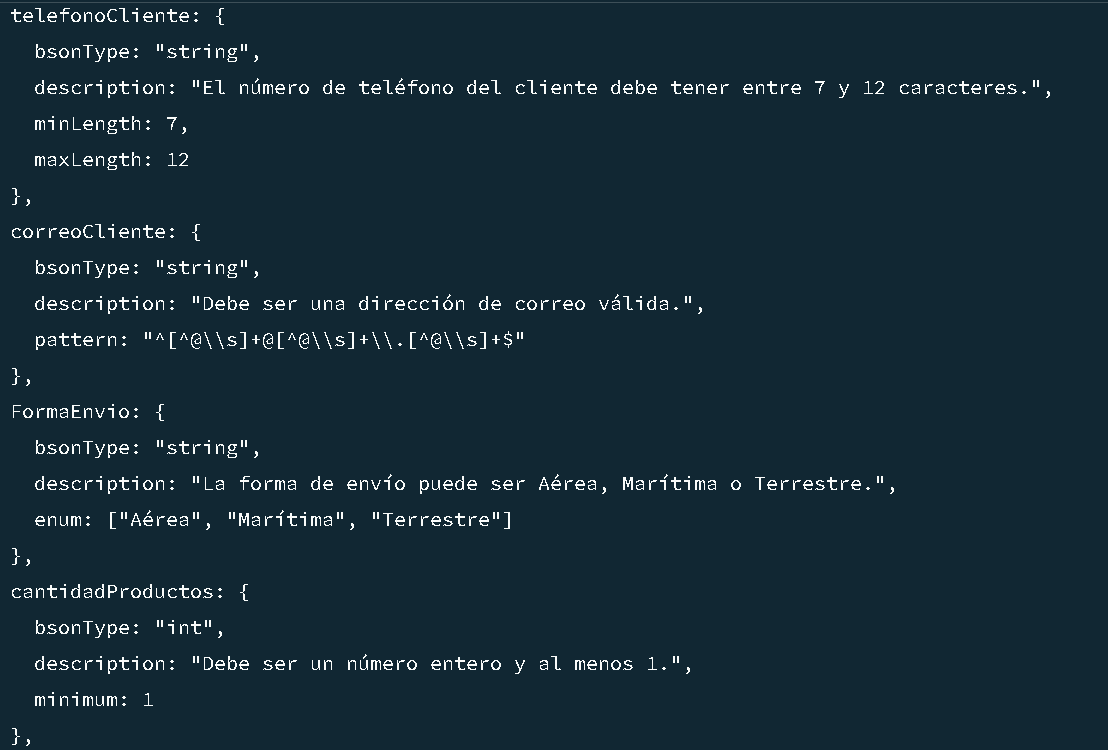 telefonoCliente: {
  bsonType: "string",
  description: "El número de teléfono del cliente debe tener entre 7 y 12 caracteres.",
  minLength: 7,
  maxLength: 12
},
correoCliente: {
  bsonType: "string",
  description: "Debe ser una dirección de correo válida.",
  pattern: "^[^@\\s]+@[^@\\s]+\\.[^@\\s]+$"
},
FormaEnvio: {
  bsonType: "string",
  description: "La forma de envío puede ser Aérea, Marítima o Terrestre.",
  enum: ["Aérea", "Marítima", "Terrestre"]
},
cantidadProductos: {
  bsonType: "int",
  description: "Debe ser un número entero y al menos 1.",
  minimum: 1
},